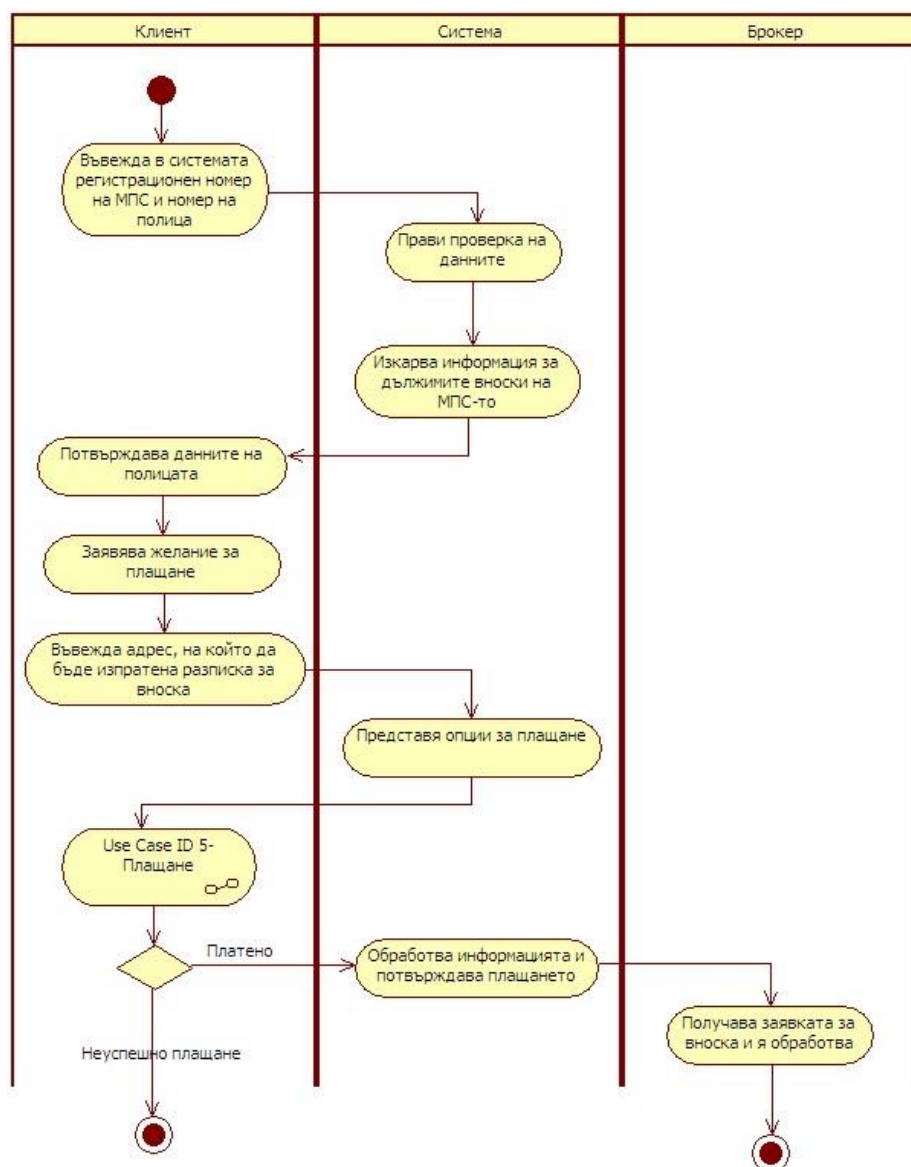 Клиент
Система
Брокер
Въвежда в системата
регистрационен номер
на МПС и номер на
полица
Прави проверка на
данните
Изкарва информация за
дължимите вноски на
МПС-то
Потвърждава данните на
полицата
Заявява желание за
плащане
Въвежда адрес, на който да
бъде изпратена разписка за
вноска
Представя опции за плащане
Use Case ID 5-
Плащане
Платено
Обработва информацията и
потвърждава плащането
Получава заявката за
вноска и я обработва
Неуспешно плащане